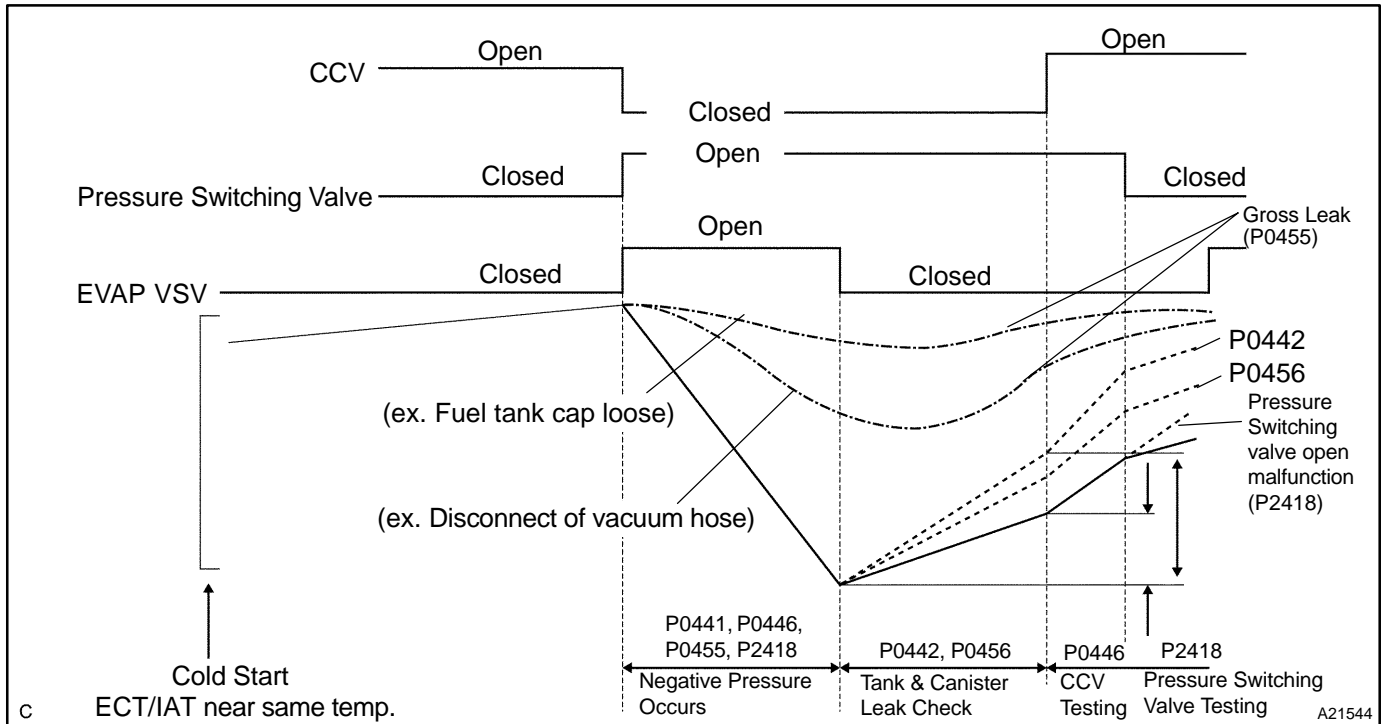 Open
Open
CCV
Closed
Open
Closed
Closed
Pressure Switching Valve
Gross Leak
(P0455)
Open
Closed
Closed
EVAP VSV
P0442
P0456
(ex. Fuel tank cap loose)
Pressure
Switching
valve open
malfunction
(P2418)
(ex. Disconnect of vacuum hose)
P0441, P0446,
P0455, P2418
P0442, P0456
P0446
P2418
Negative Pressure
Occurs
Tank & Canister
Leak Check
CCV
Testing
Pressure Switching
Valve Testing
Cold Start
ECT/IAT near same temp.
C
A21544